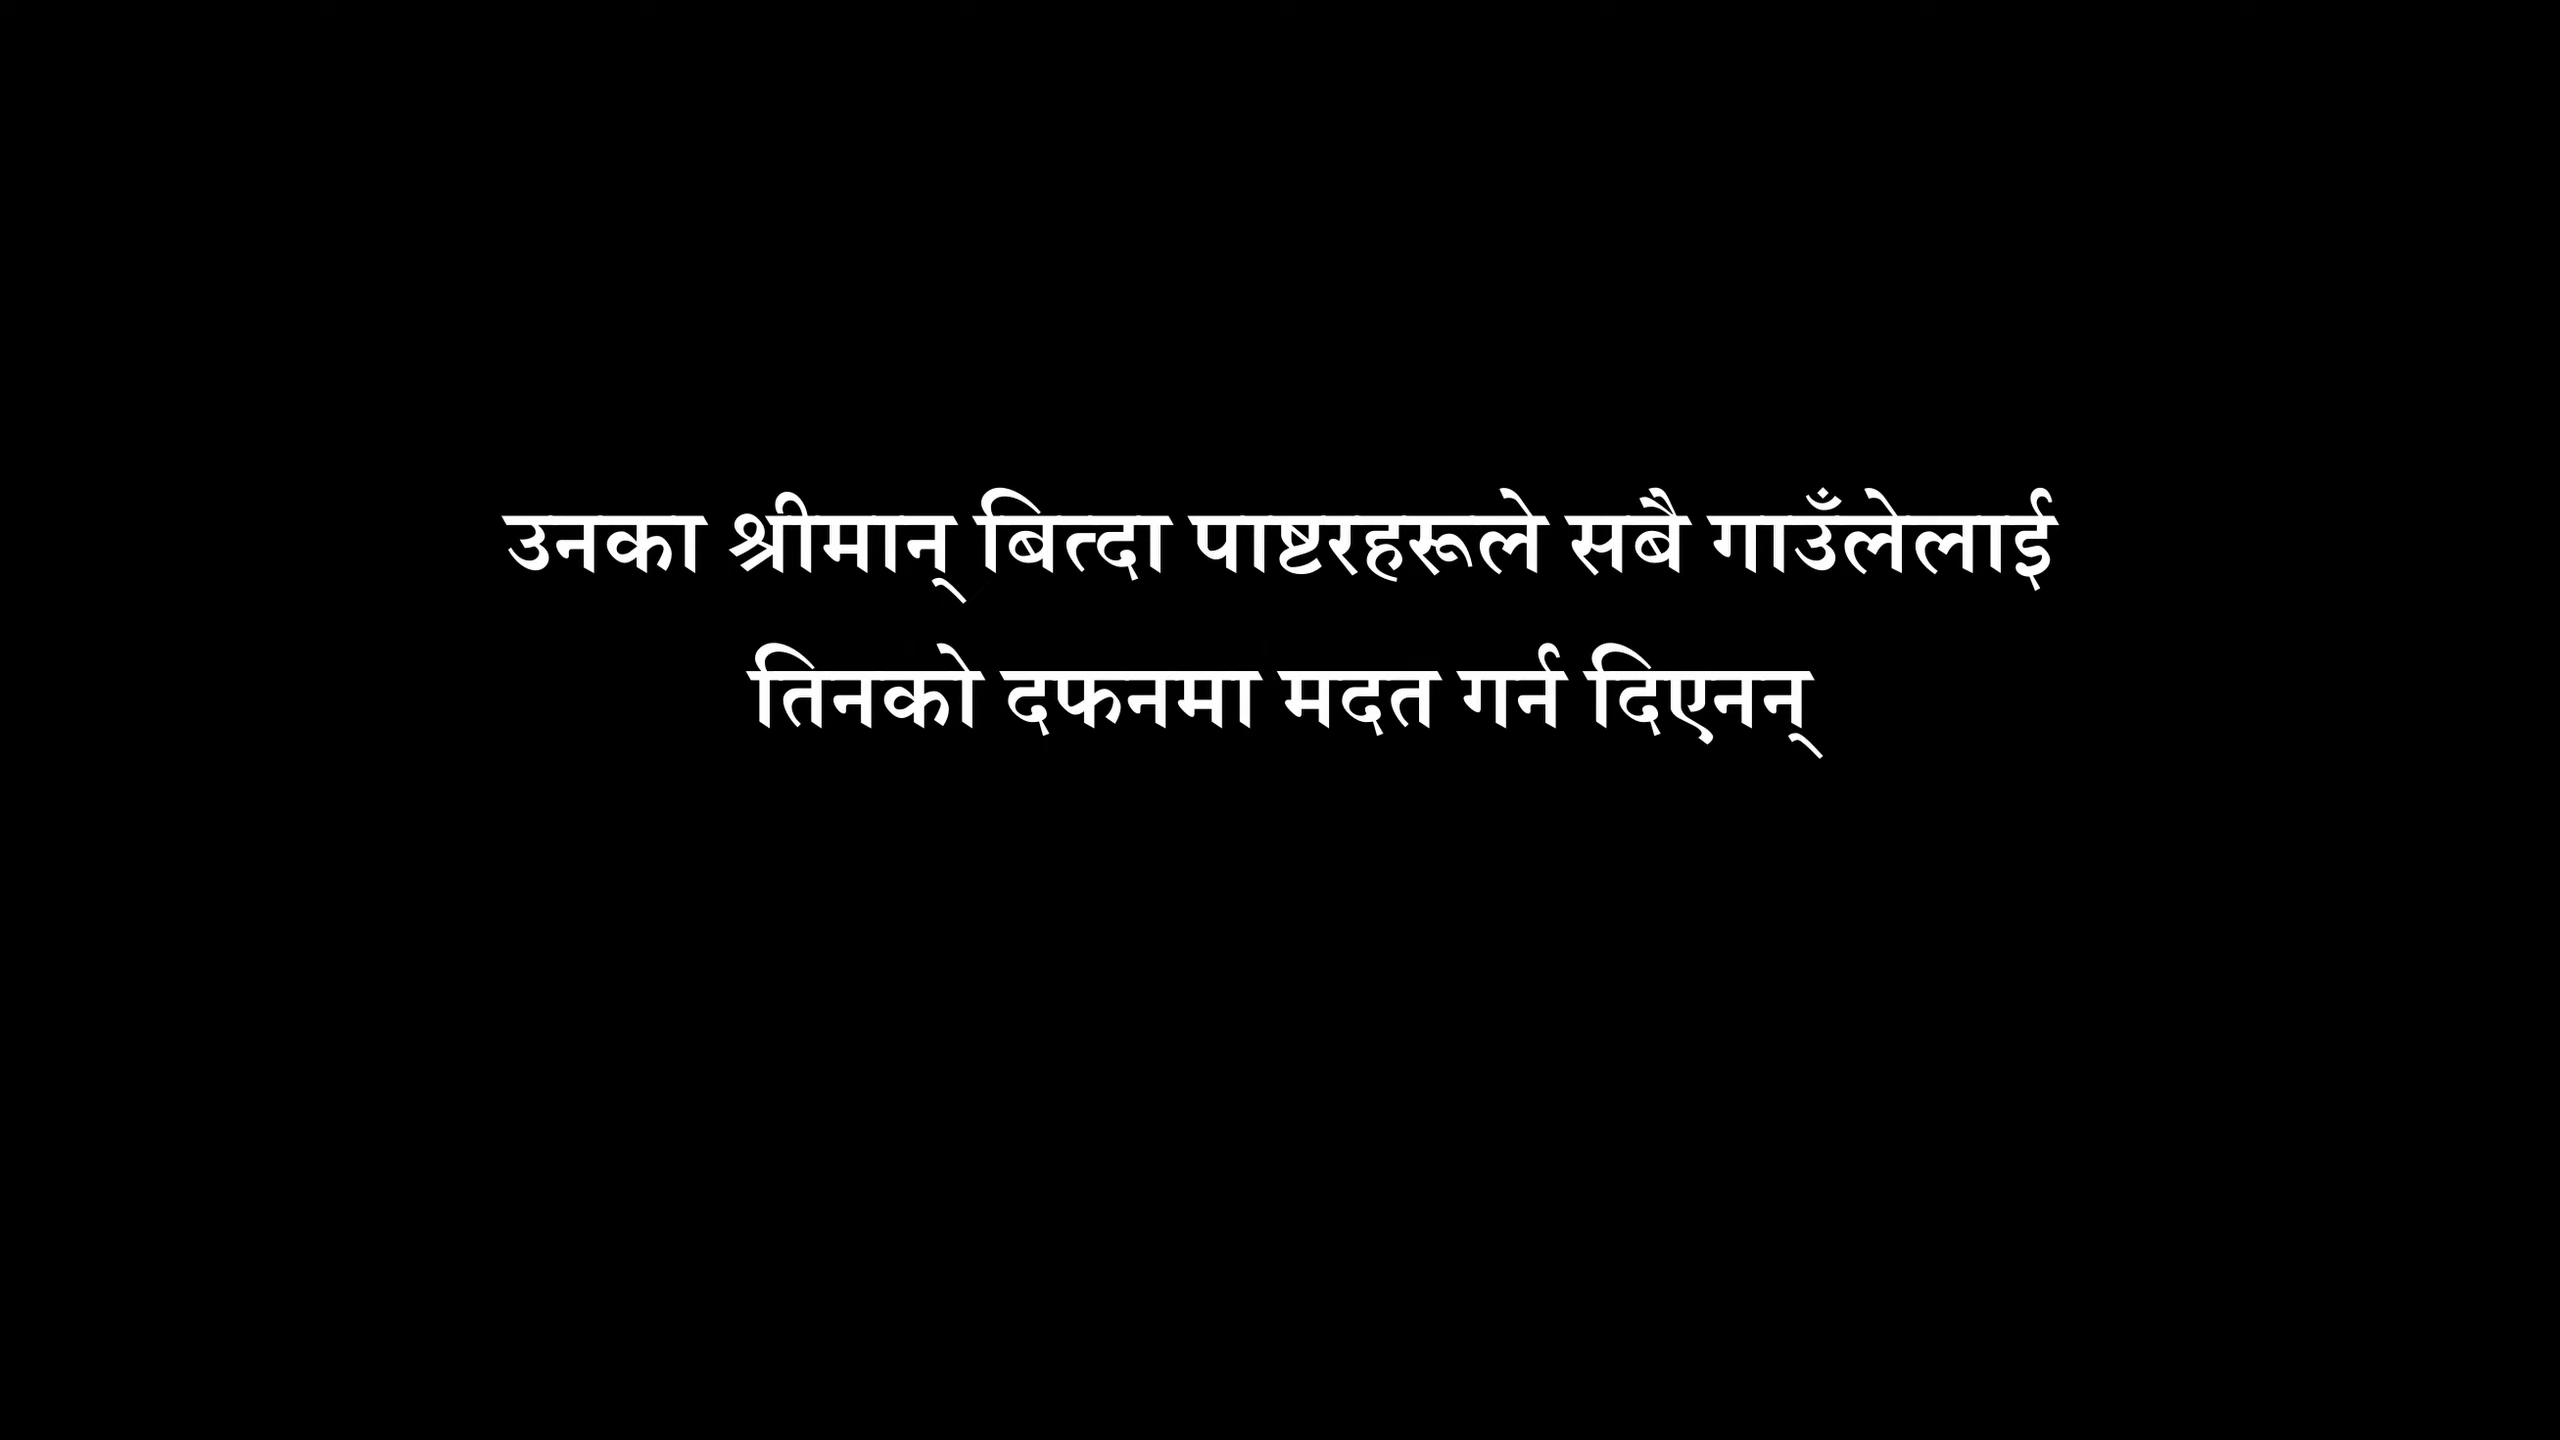 उनका श्रीमान् बित्दा पाष्टरहरूले सबै गाउँलेलाई
तिनको दफनमा मदत गर्न दिएनन्